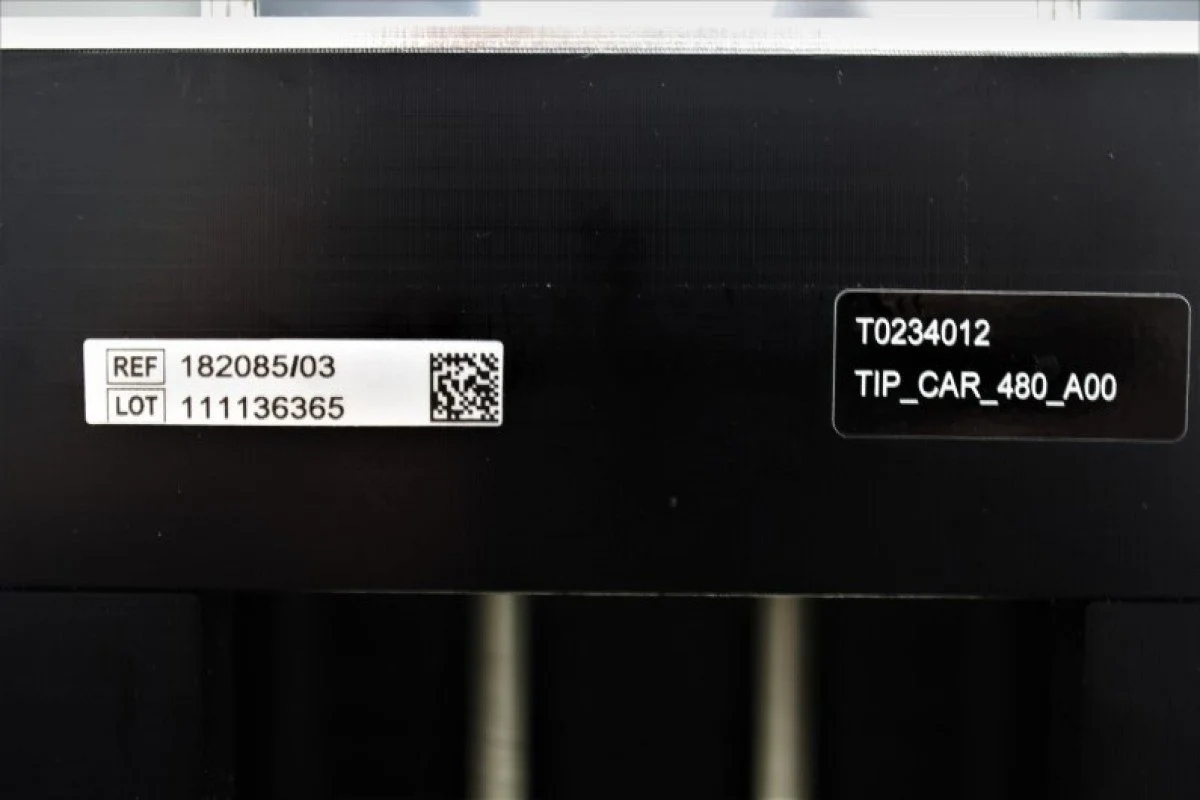 REF 182085/03
LOT 111136365
T0234012
TIP_CAR_480_A00